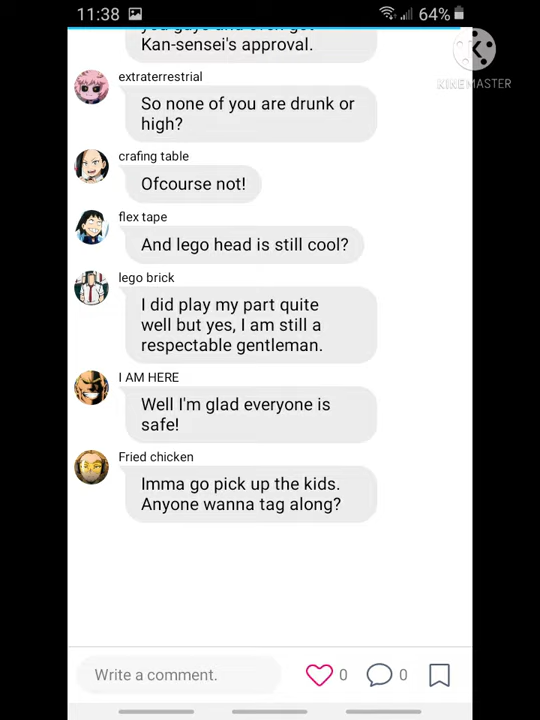 11:38
64%
Kan-sensei's approval.
KINEMASTER
extraterrestrial
So none of you are drunk or
high?
crafing table
Ofcourse not!
flex tape
And lego head is still cool?
lego brick
I did play my part quite
well but yes, I am still a
respectable gentleman.
I AM HERE
Well I'm glad everyone is
safe!
Fried chicken
Imma go pick up the kids.
Anyone wanna tag along?
Write a comment.
0
0